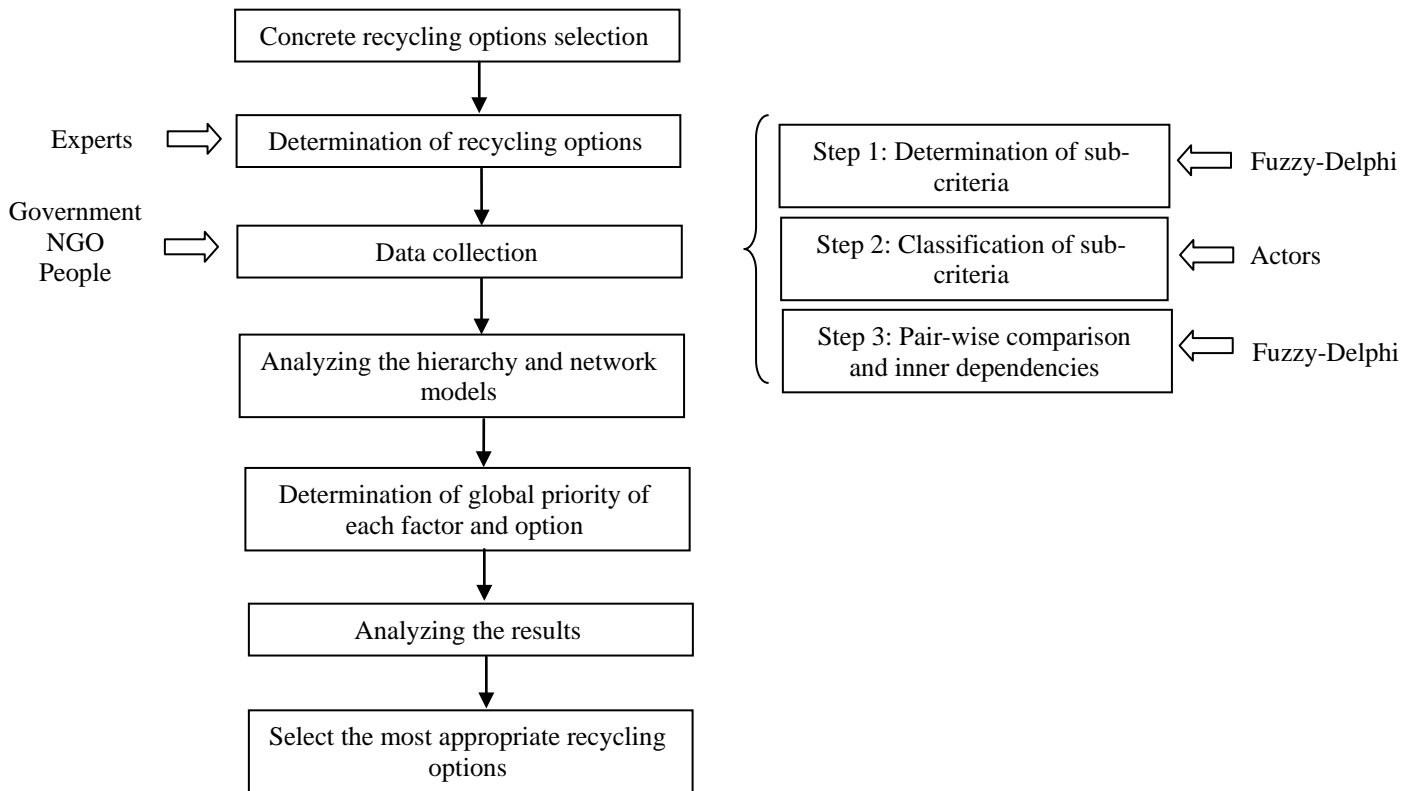 Concrete recycling options selection
Experts
Determination of recycling options
Government
NGO
People
Data collection
Analyzing the hierarchy and network
models
Determination of global priority of
each factor and option
Analyzing the results
Select the most appropriate recycling
options
Step 1: Determination of sub-
criteria
Fuzzy-Delphi
Step 2: Classification of sub-
criteria
Actors
Step 3: Pair-wise comparison
and inner dependencies
Fuzzy-Delphi